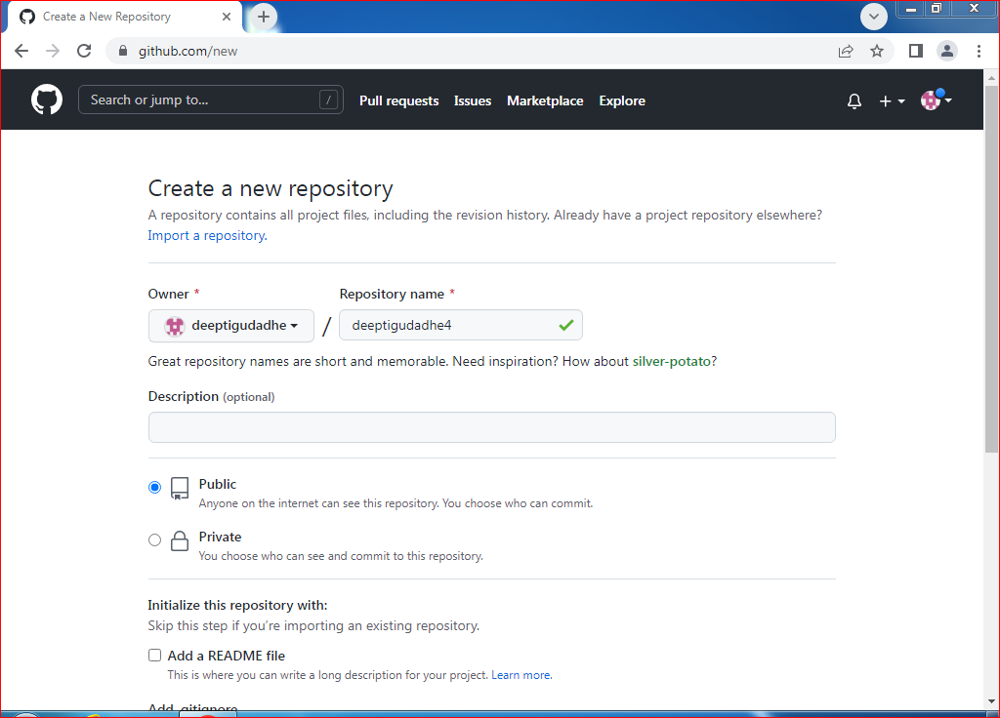 Create a New Repository
github.com/new
Search or jump to... /
Pull requests Issues Marketplace Explore
Create a new repository
A repository contains all project files, including the revision history. Already have a project repository elsewhere?
Import a repository.
Owner * Repository name *
deeptigudadhe / deeptigudadhe4
Great repository names are short and memorable. Need inspiration? How about silver-potato?
Description (optional)
Public
Anyone on the internet can see this repository. You choose who can commit.
Private
You choose who can see and commit to this repository.
Initialize this repository with:
Skip this step if you’re importing an existing repository.
Add a README file
This is where you can write a long description for your project. Learn more.
Add .gitignore